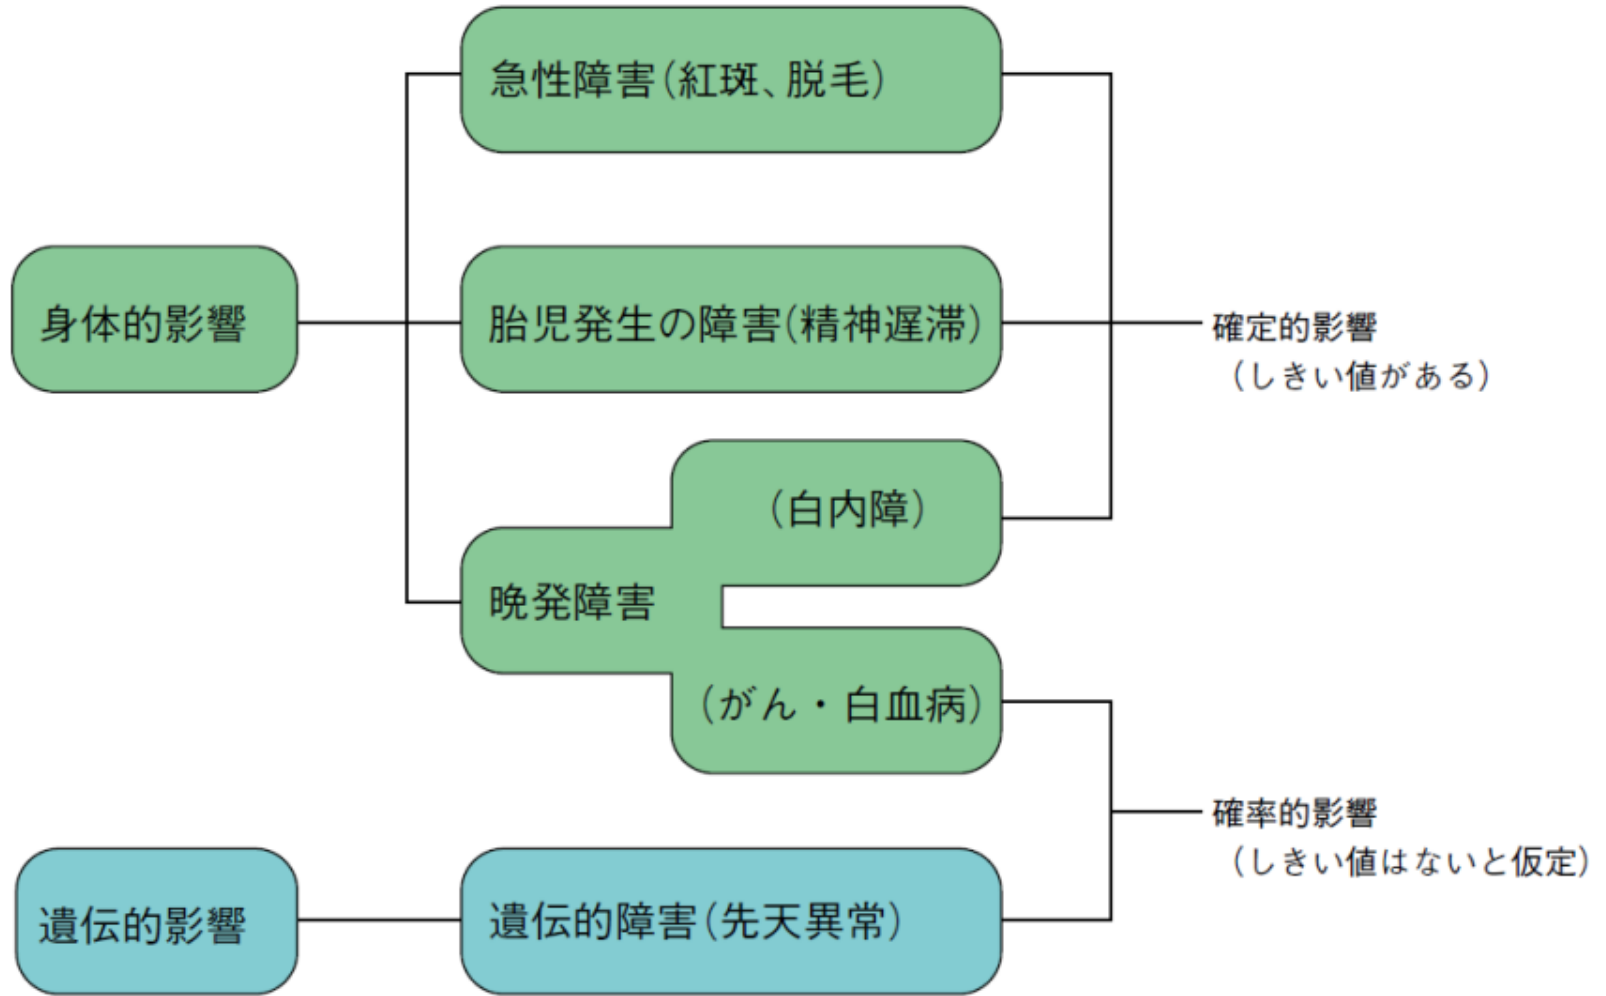 急性障害(紅斑、脱毛)
身体的影響
胎児発生の障害(精神遅滞)
確定的影響
(しきい値がある)
(白内障)
晩発障害
(がん・白血病)
確率的影響
(しきい値はないと仮定)
遺伝的影響
遺伝的障害(先天異常)